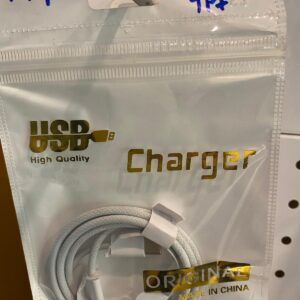 USB
High Quality
Charger
ORIGINAL
MADE IN CHINA